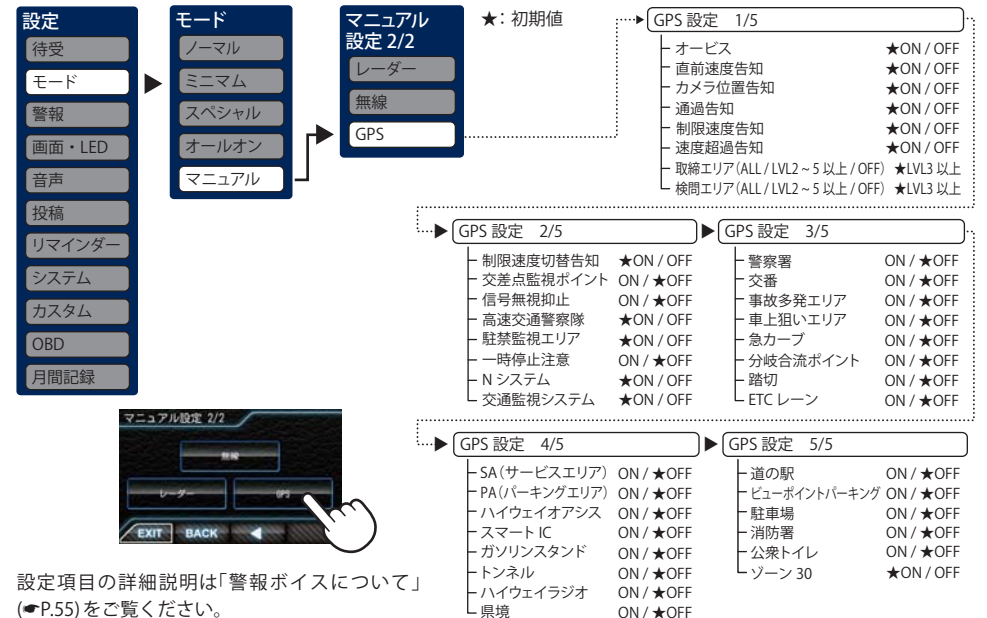 設定
待受
モード
警報
画面・LED
音声
投稿
リマインダー
システム
カスタム
OBD
月間記録
モード
ノーマル
ミニマム
スペシャル
オールオン
マニュアル
マニュアル
設定 2/2
レーダー
無線
GPS
★：初期値
GPS 設定　1/5
オービス　★ON / OFF
直前速度告知　★ON / OFF
カメラ位置告知　★ON / OFF
通過告知　★ON / OFF
制限速度告知　★ON / OFF
速度超過告知　★ON / OFF
取締エリア（ALL / LVL2 ~ 5 以上 / OFF）　★LVL3 以上
検問エリア（ALL / LVL2 ~ 5 以上 / OFF）　★LVL3 以上
GPS 設定　2/5
制限速度切替告知　★ON / OFF
交差点監視ポイント　ON / ★OFF
信号無視抑止　ON / ★OFF
高速交通警察隊　★ON / OFF
駐禁監視エリア　★ON / OFF
一時停止注意　ON / ★OFF
N システム　★ON / OFF
交通監視システム　★ON / OFF
GPS 設定　3/5
警察署　ON / ★OFF
交番　ON / ★OFF
事故多発エリア　ON / ★OFF
車上狙いエリア　ON / ★OFF
急カーブ　ON / ★OFF
分岐合流ポイント　ON / ★OFF
踏切　ON / ★OFF
ETC レーン　ON / ★OFF
マニュアル設定 2/2
無線
レーダー
GPS
EXIT
BACK
GPS 設定　4/5
SA（サービスエリア）　ON / ★OFF
PA（パーキングエリア）　ON / ★OFF
ハイウェイオアシス　ON / ★OFF
スマート IC　ON / ★OFF
ガソリンスタンド　ON / ★OFF
トンネル　ON / ★OFF
ハイウェイラジオ　ON / ★OFF
県境　ON / ★OFF
GPS 設定　5/5
道の駅　ON / ★OFF
ビューポイントパーキング　ON / ★OFF
駐車場　ON / ★OFF
消防署　ON / ★OFF
公衆トイレ　ON / ★OFF
ゾーン 30　★ON / OFF
設定項目の詳細説明は「警報ボイスについて」
(☛P.55)をご覧ください。